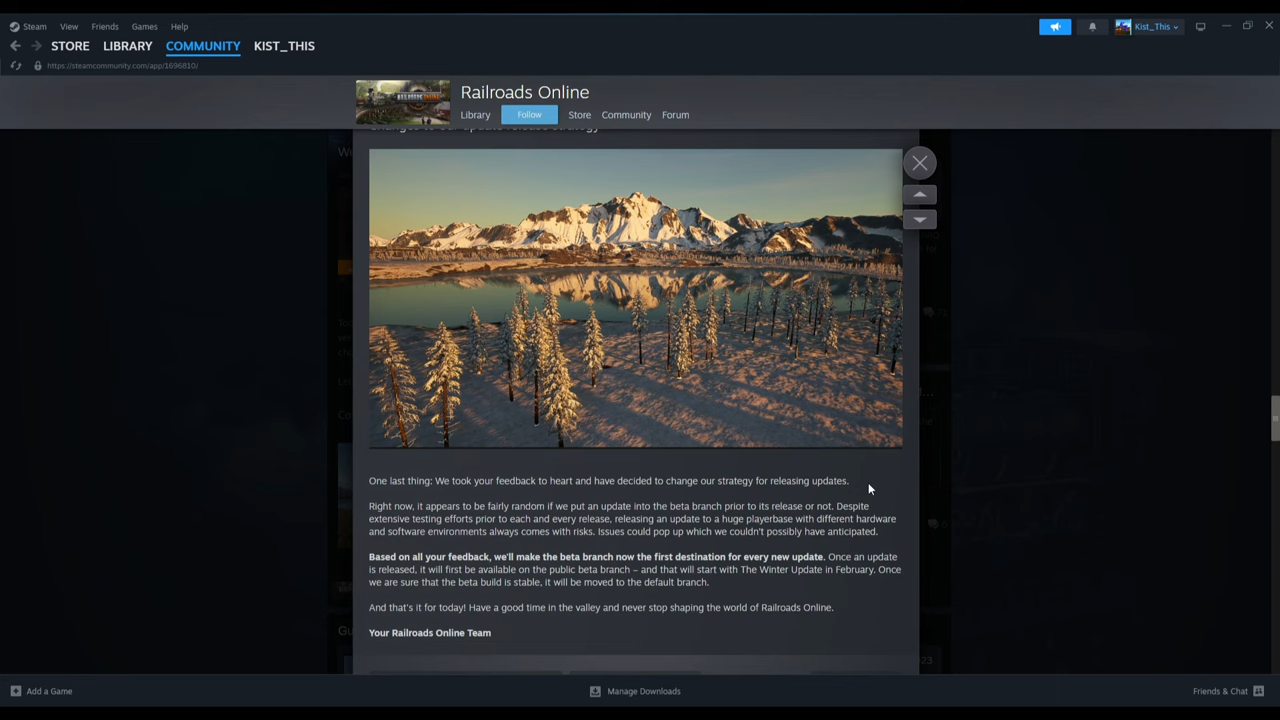 Steam View Friends Games Help
Kist_This
STORE LIBRARY COMMUNITY KIST_THIS
https://steamcommunity.com/app/1696810/
RAILROADS ONLINE
Railroads Online
Library Follow Store Community Forum
Changes to our update release strategy
One last thing: We took your feedback to heart and have decided to change our strategy for releasing updates.
Right now, it appears to be fairly random if we put an update into the beta branch prior to its release or not. Despite
extensive testing efforts prior to each and every release, releasing an update to a huge playerbase with different hardware
and software environments always comes with risks. Issues could pop up which we couldn't possibly have anticipated.
Based on all your feedback, we'll make the beta branch now the first destination for every new update. Once an update
is released, it will first be available on the public beta branch – and that will start with The Winter Update in February. Once
we are sure that the beta build is stable, it will be moved to the default branch.
And that's it for today! Have a good time in the valley and never stop shaping the world of Railroads Online.
Your Railroads Online Team
Add a Game Manage Downloads Friends & Chat